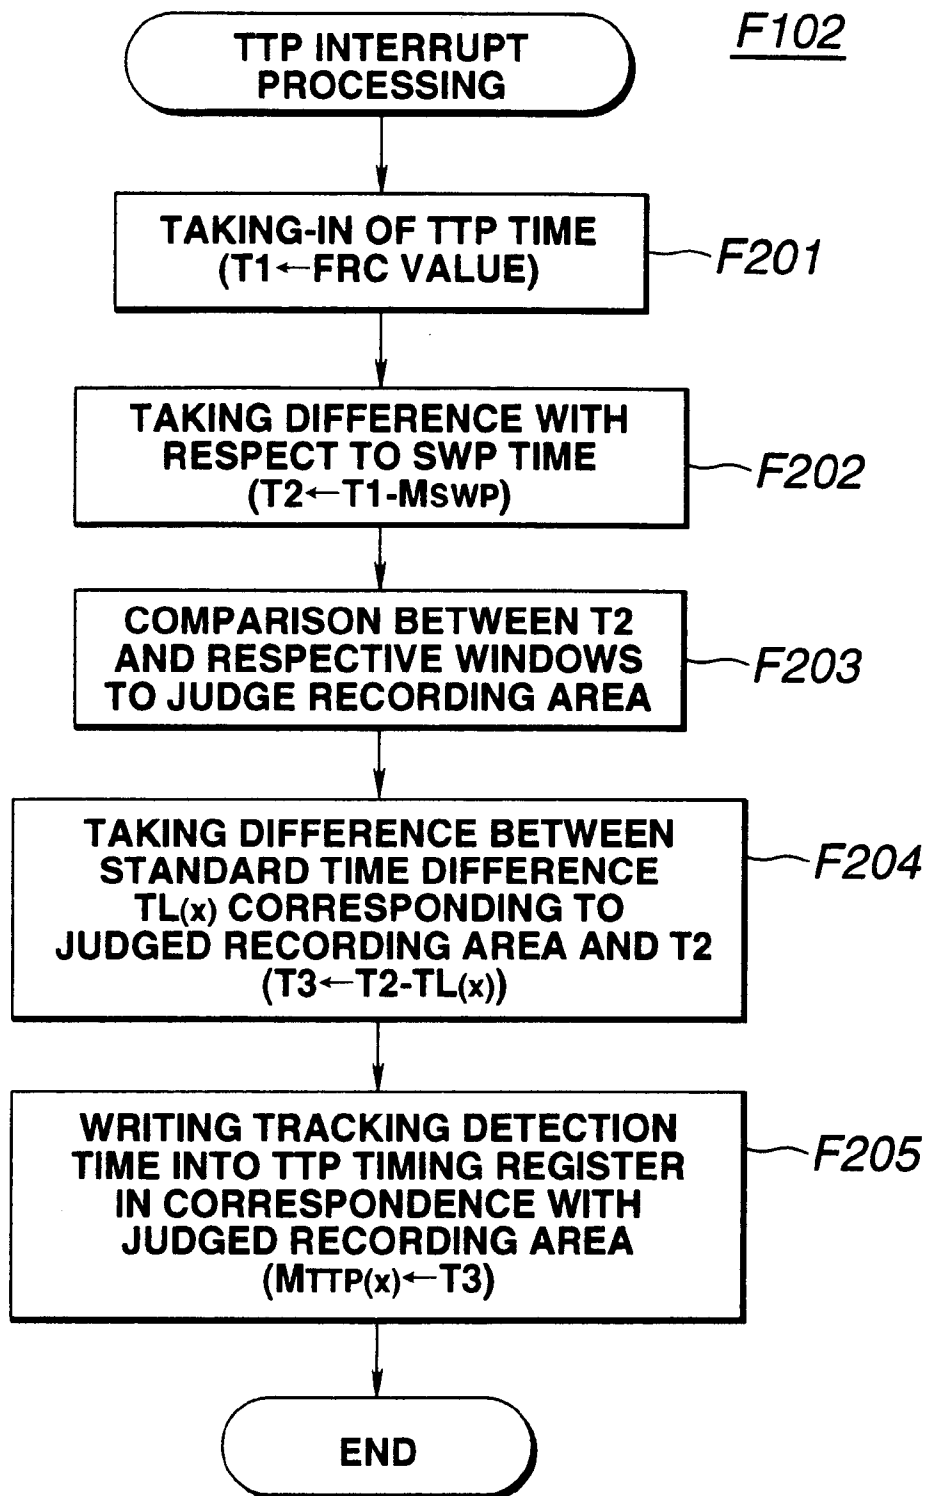 F102
TTP INTERRUPT
PROCESSING
TAKING-IN OF TTP TIME
(T1←FRC VALUE)
F201
TAKING DIFFERENCE WITH
RESPECT TO SWP TIME
(T2←T1-MSWP)
F202
COMPARISON BETWEEN T2
AND RESPECTIVE WINDOWS
TO JUDGE RECORDING AREA
F203
TAKING DIFFERENCE BETWEEN
STANDARD TIME DIFFERENCE
TL(x) CORRESPONDING TO
JUDGED RECORDING AREA AND T2
(T3←T2-TL(x))
F204
WRITING TRACKING DETECTION
TIME INTO TTP TIMING REGISTER
IN CORRESPONDENCE WITH
JUDGED RECORDING AREA
(MTTP(x)←T3)
F205
END